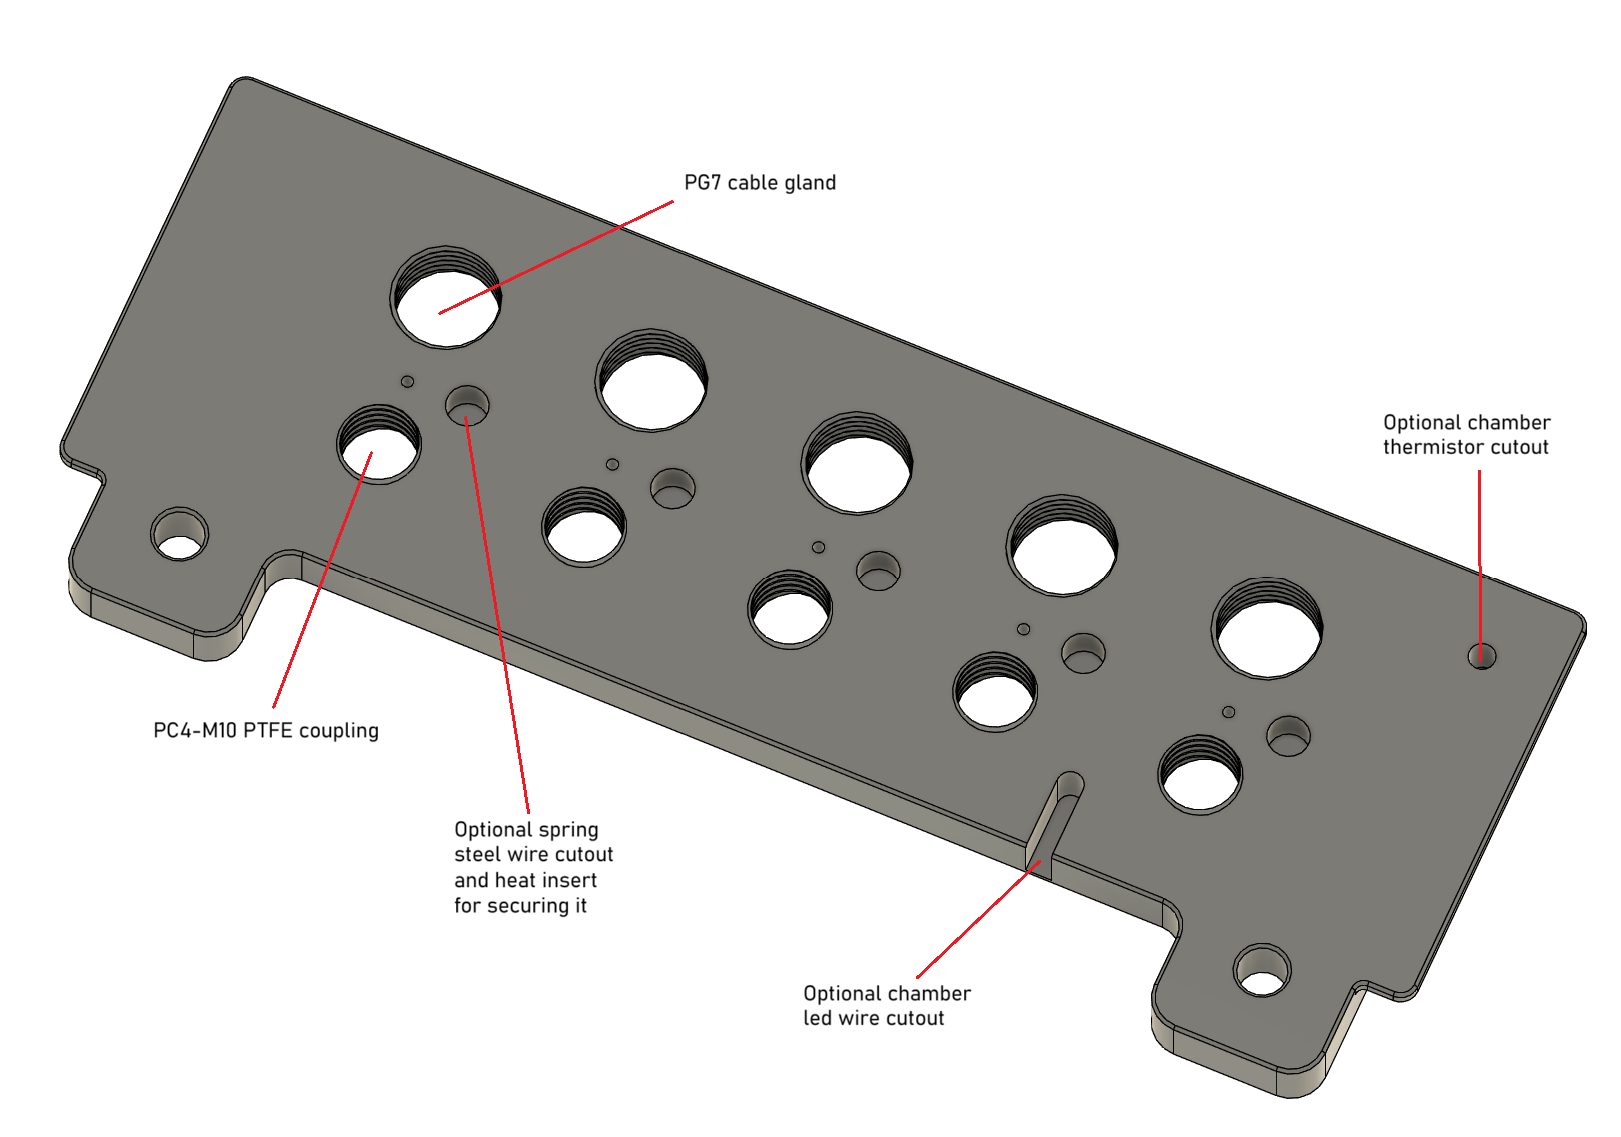 PG7 cable gland
Optional chamber
thermistor cutout
PC4-M10 PTFE coupling
Optional spring
steel wire cutout
and heat insert
for securing it
Optional chamber
led wire cutout